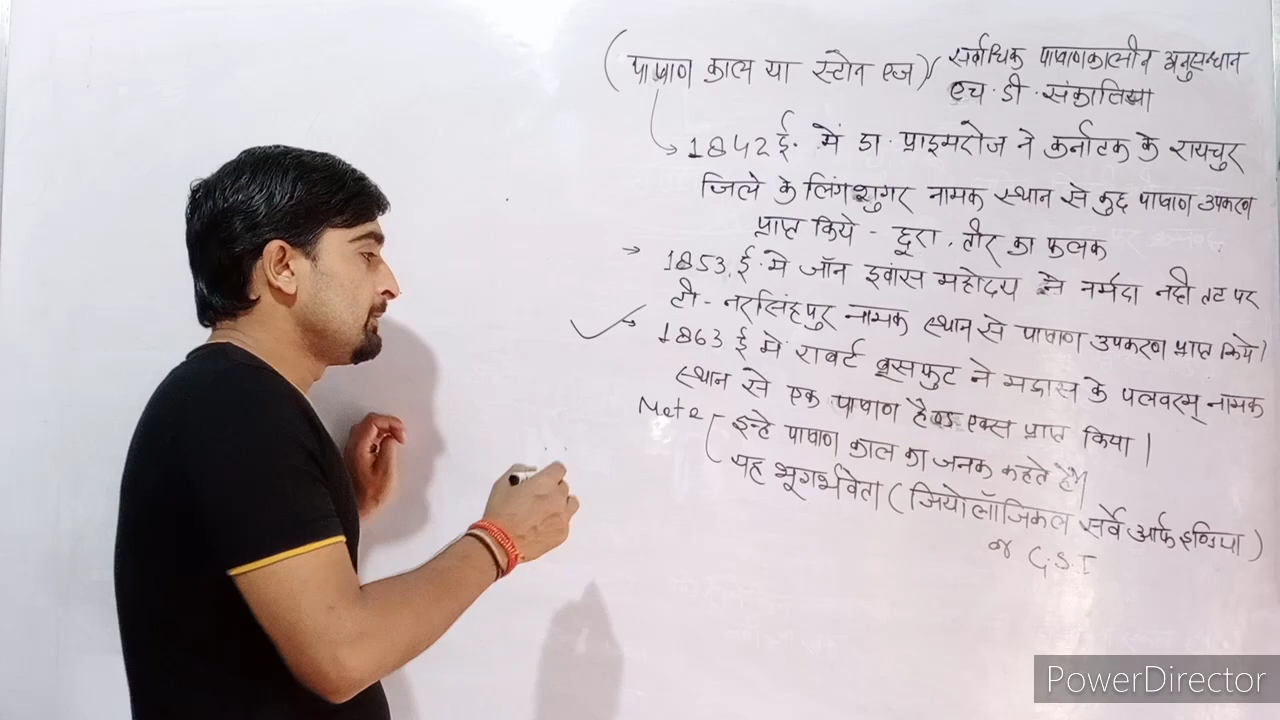 (पाषाण काल या स्टोन एज)
सर्वाधिक पाषाणकालीन अनुसन्धान
एच.डी.संकालिया
→ 1842 ई. में डा. प्राइमरोज ने कर्नाटक के रायचुर
जिले के लिंगशुगर नामक स्थान से कुछ पाषाण उपकरण
प्राप्त किये - छूरा, तीर का फलक
→ 1853 ई. मे जॉन इवांस महोदय ने नर्मदा नदी तट पर
टी - नरसिंहपुर नामक स्थान से पाषाण उपकरण प्राप्त किये।
→ 1863 ई में रावर्ट ब्रूसफुट ने मद्रास के पलवरम् नामक
स्थान से एक पाषाण हैण्ड एक्स प्राप्त किया।
Note ( इन्हे पाषाण काल का जनक कहते है।
यह भूगर्भवेता (जियोलॉजिकल सर्वे ऑफ इण्डिया)
G.S.I
PowerDirector